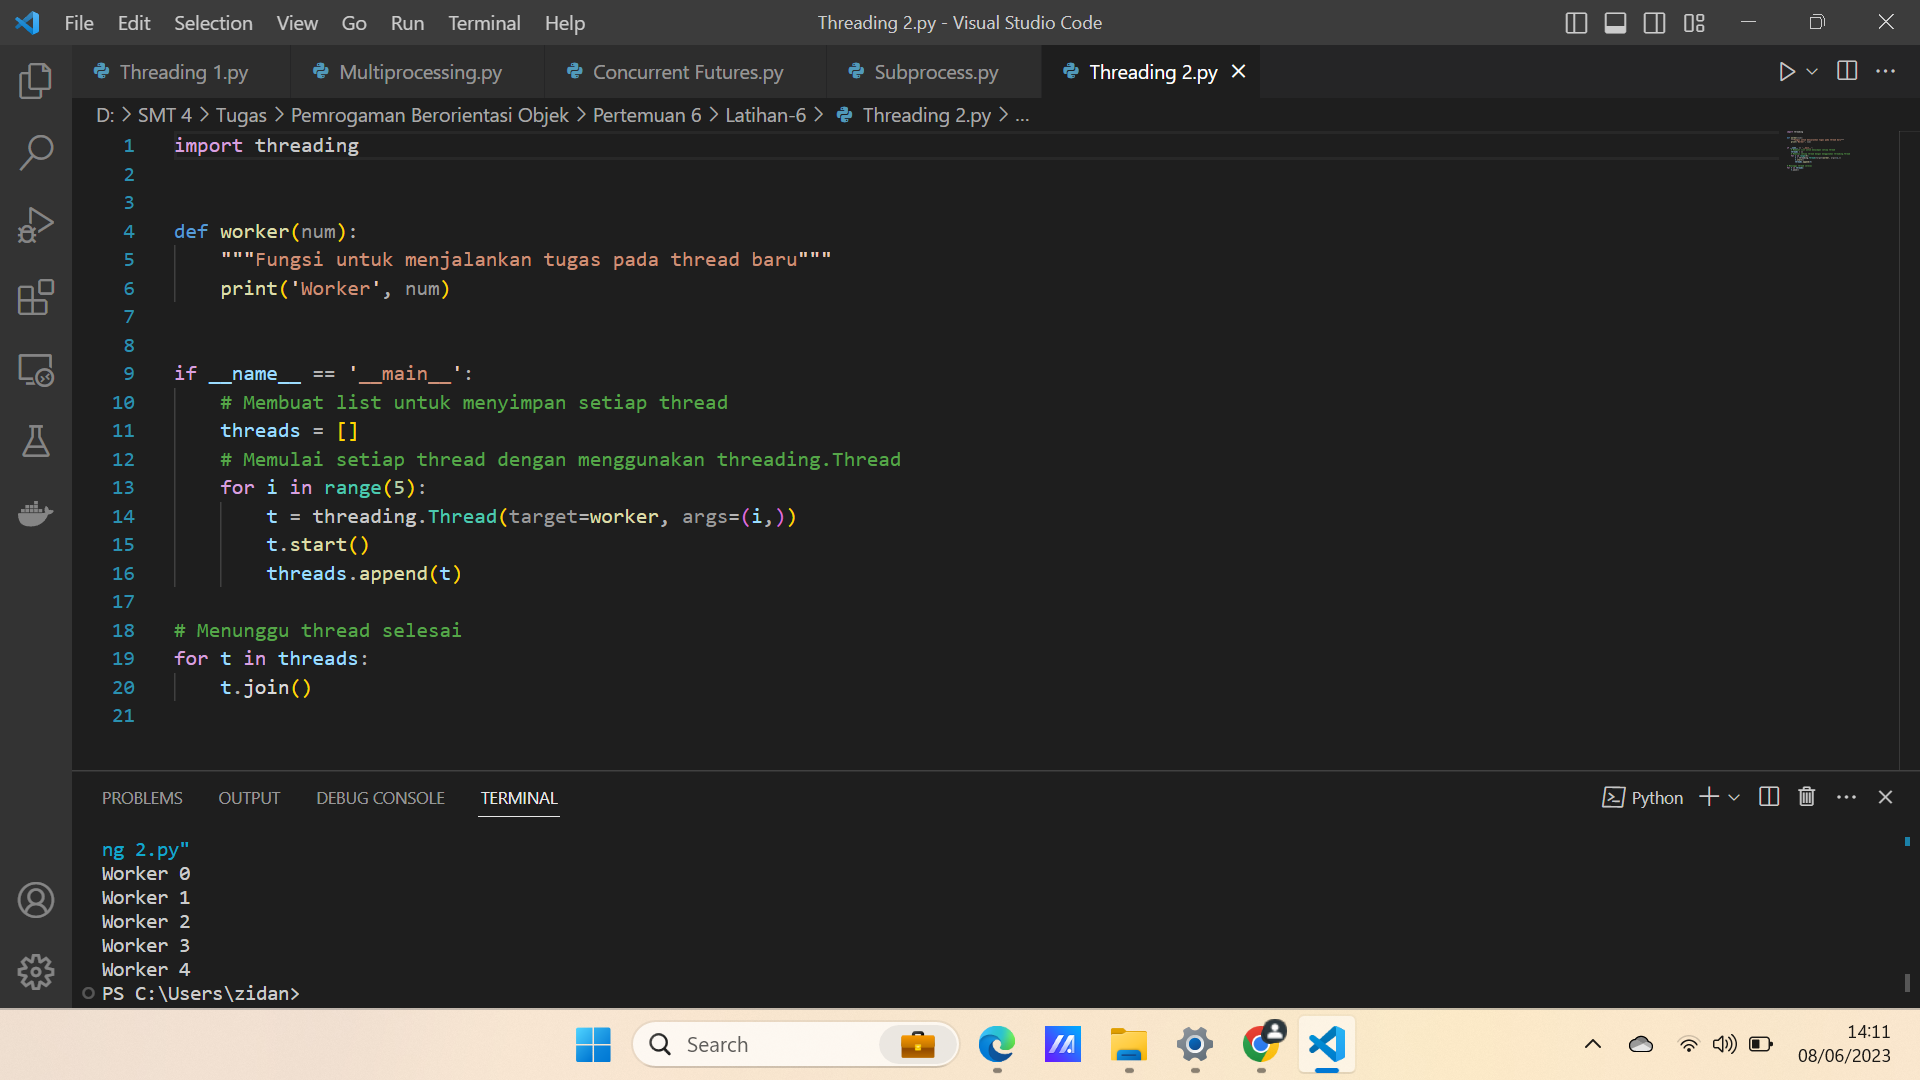 File Edit Selection View Go Run Terminal Help Threading 2.py - Visual Studio Code
Threading 1.py Multiprocessing.py Concurrent Futures.py Subprocess.py Threading 2.py
D: > SMT 4 > Tugas > Pemrogaman Berorientasi Objek > Pertemuan 6 > Latihan-6 > Threading 2.py > ...
1 import threading
2
3
4 def worker(num):
5 """Fungsi untuk menjalankan tugas pada thread baru"""
6 print('Worker', num)
7
8
9 if __name__ == '__main__':
10 # Membuat list untuk menyimpan setiap thread
11 threads = []
12 # Memulai setiap thread dengan menggunakan threading.Thread
13 for i in range(5):
14 t = threading.Thread(target=worker, args=(i,))
15 t.start()
16 threads.append(t)
17
18 # Menunggu thread selesai
19 for t in threads:
20 t.join()
21
PROBLEMS OUTPUT DEBUG CONSOLE TERMINAL Python
ng 2.py"
Worker 0
Worker 1
Worker 2
Worker 3
Worker 4
PS C:\Users\zidan>
Search
14:11
08/06/2023